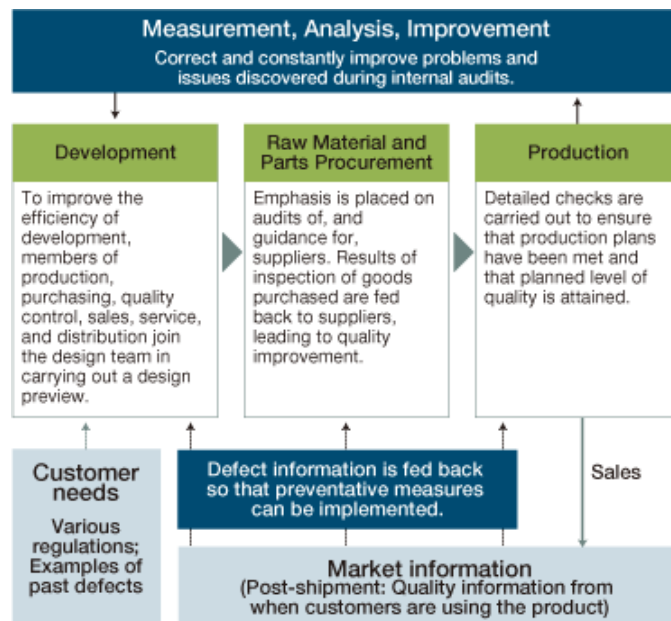 Measurement, Analysis, Improvement
Correct and constantly improve problems and
issues discovered during internal audits.
Development
To improve the
efficiency of
development,
members of
production,
purchasing, quality
control, sales, service,
and distribution join
the design team in
carrying out a design
preview.
Raw Material and
Parts Procurement
Emphasis is placed on
audits of, and
guidance for,
suppliers. Results of
inspection of goods
purchased are fed
back to suppliers,
leading to quality
improvement.
Production
Detailed checks are
carried out to ensure
that production plans
have been met and
that planned level of
quality is attained.
Customer
needs
Various
regulations;
Examples of
past defects
Defect information is fed back
so that preventative measures
can be implemented.
Sales
Market information
(Post-shipment: Quality information from
when customers are using the product)